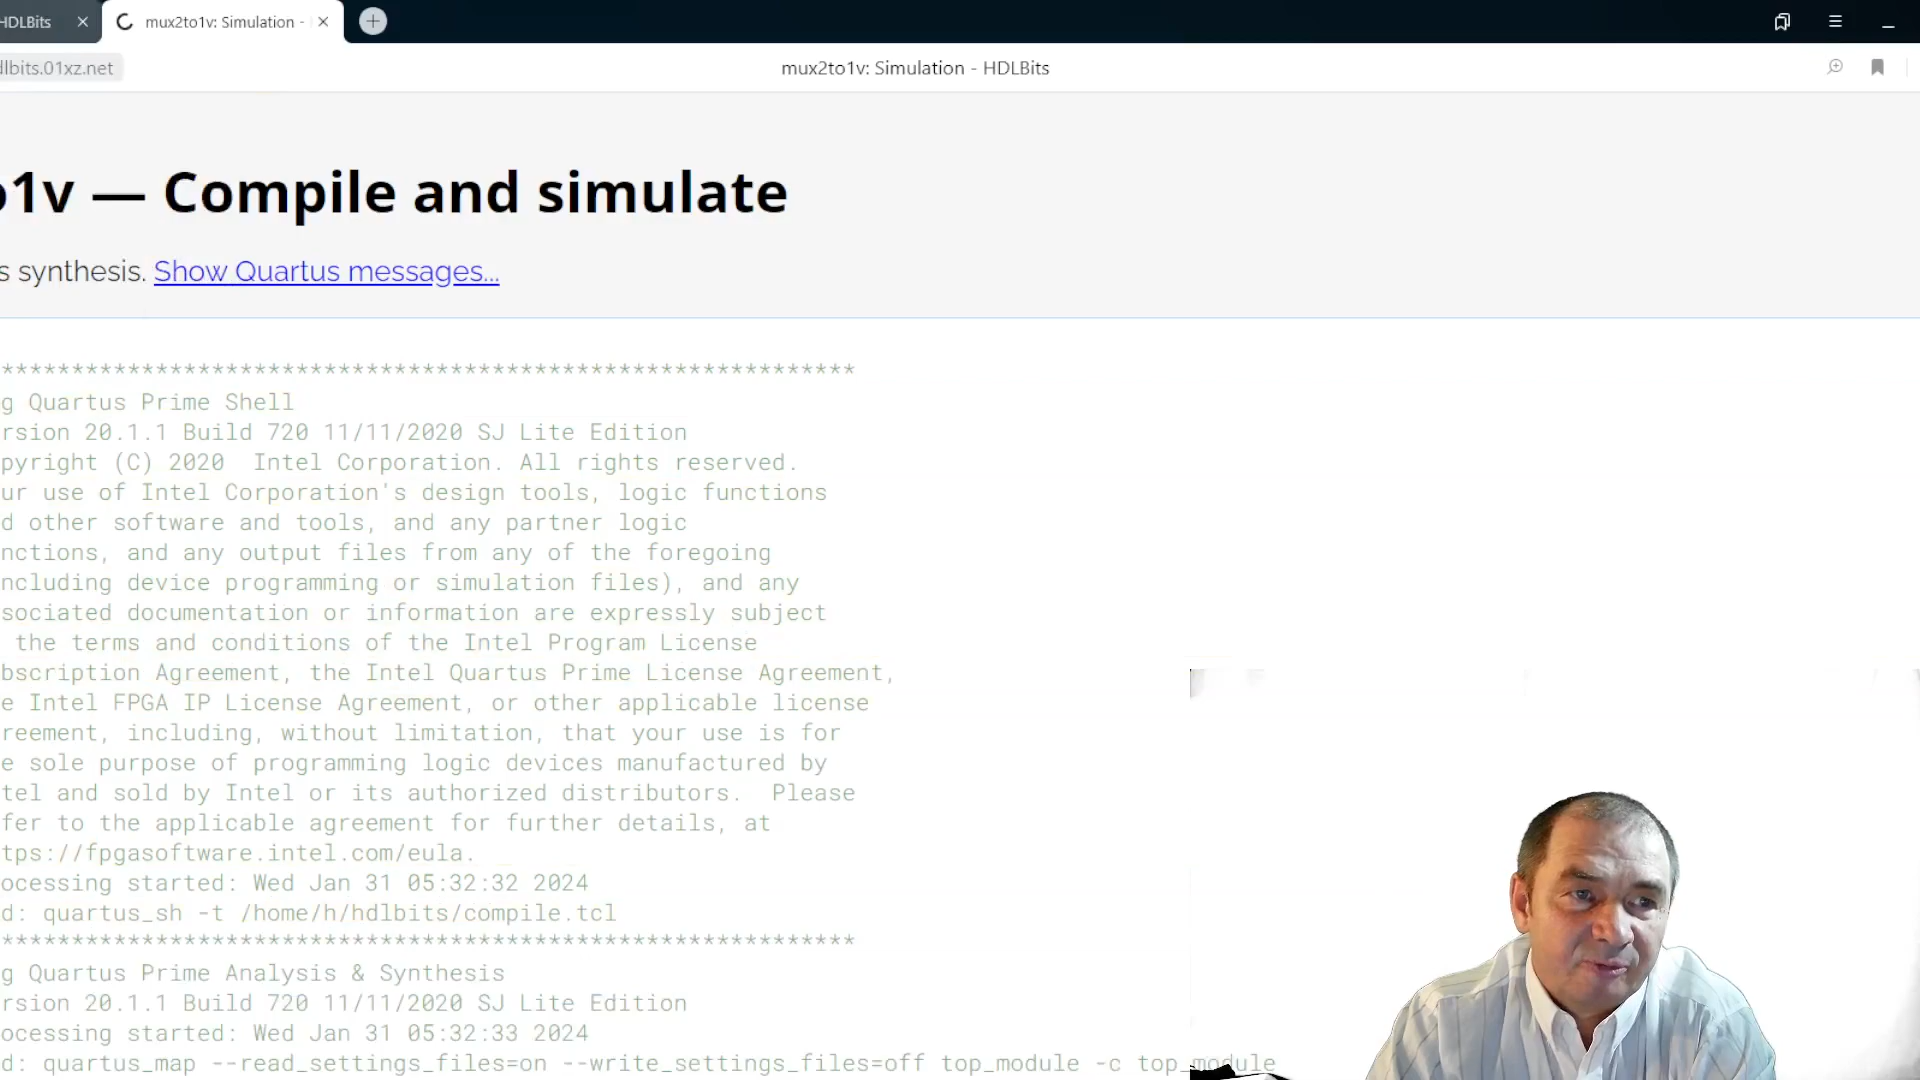 HDLBits
mux2to1v: Simulation -
dlbits.01xz.net
mux2to1v: Simulation - HDLBits
o1v — Compile and simulate
s synthesis. Show Quartus messages...
*************************************************************
g Quartus Prime Shell
rsion 20.1.1 Build 720 11/11/2020 SJ Lite Edition
pyright (C) 2020  Intel Corporation. All rights reserved.
ur use of Intel Corporation's design tools, logic functions
d other software and tools, and any partner logic
nctions, and any output files from any of the foregoing
ncluding device programming or simulation files), and any
sociated documentation or information are expressly subject
the terms and conditions of the Intel Program License
bscription Agreement, the Intel Quartus Prime License Agreement,
e Intel FPGA IP License Agreement, or other applicable license
reement, including, without limitation, that your use is for
e sole purpose of programming logic devices manufactured by
tel and sold by Intel or its authorized distributors.  Please
fer to the applicable agreement for further details, at
tps://fpgasoftware.intel.com/eula.
ocessing started: Wed Jan 31 05:32:32 2024
d: quartus_sh -t /home/h/hdlbits/compile.tcl
*************************************************************
g Quartus Prime Analysis & Synthesis
rsion 20.1.1 Build 720 11/11/2020 SJ Lite Edition
ocessing started: Wed Jan 31 05:32:33 2024
d: quartus_map --read_settings_files=on --write_settings_files=off top_module -c top_module